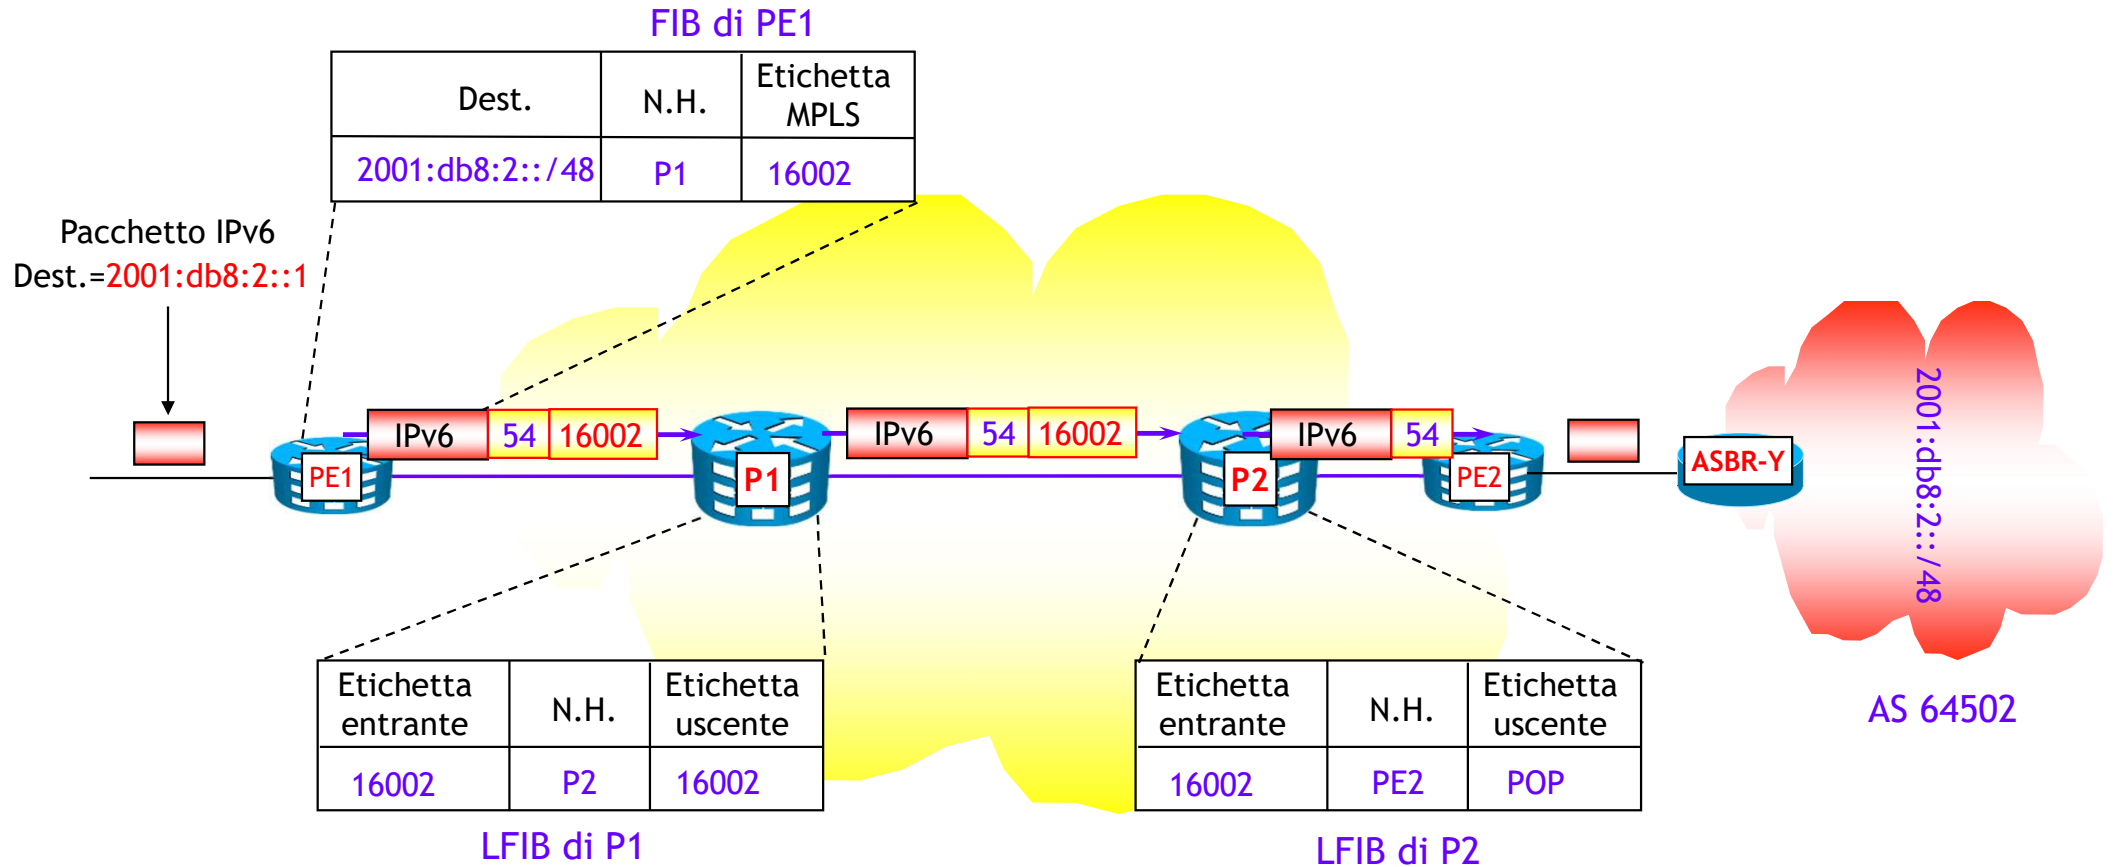 FIB di PE1
Dest.
N.H.
Etichetta
MPLS
2001:db8:2::/48
P1
16002
Pacchetto IPv6
Dest.=2001:db8:2::1
IPv6
54
16002
IPv6
54
16002
IPv6
54
PE1
P1
P2
PE2
ASBR-Y
2001:db8:2::/48
AS 64502
Etichetta
entrante
N.H.
Etichetta
uscente
16002
P2
16002
LFIB di P1
Etichetta
entrante
N.H.
Etichetta
uscente
16002
PE2
POP
LFIB di P2